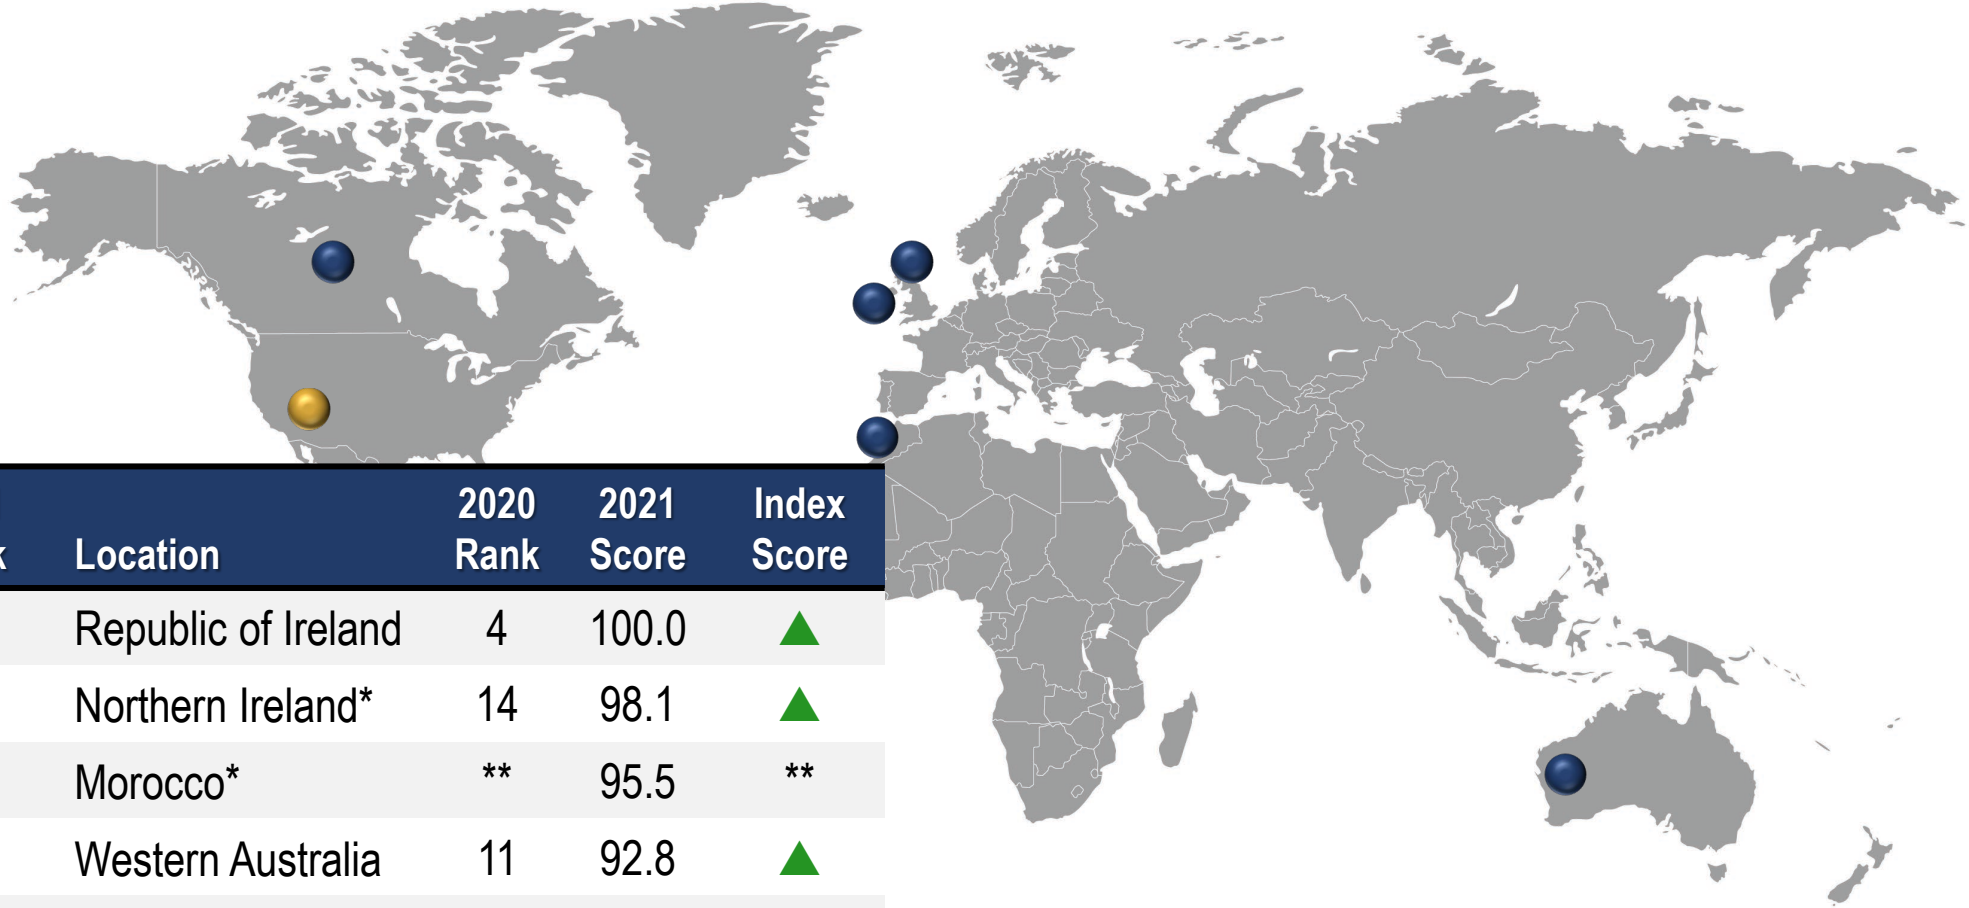 2020 2021 Index
Location Rank Score Score
Republic of Ireland 4 100.0
Northern Ireland* 14 98.1
Morocco* ** 95.5 **
Western Australia 11 92.8